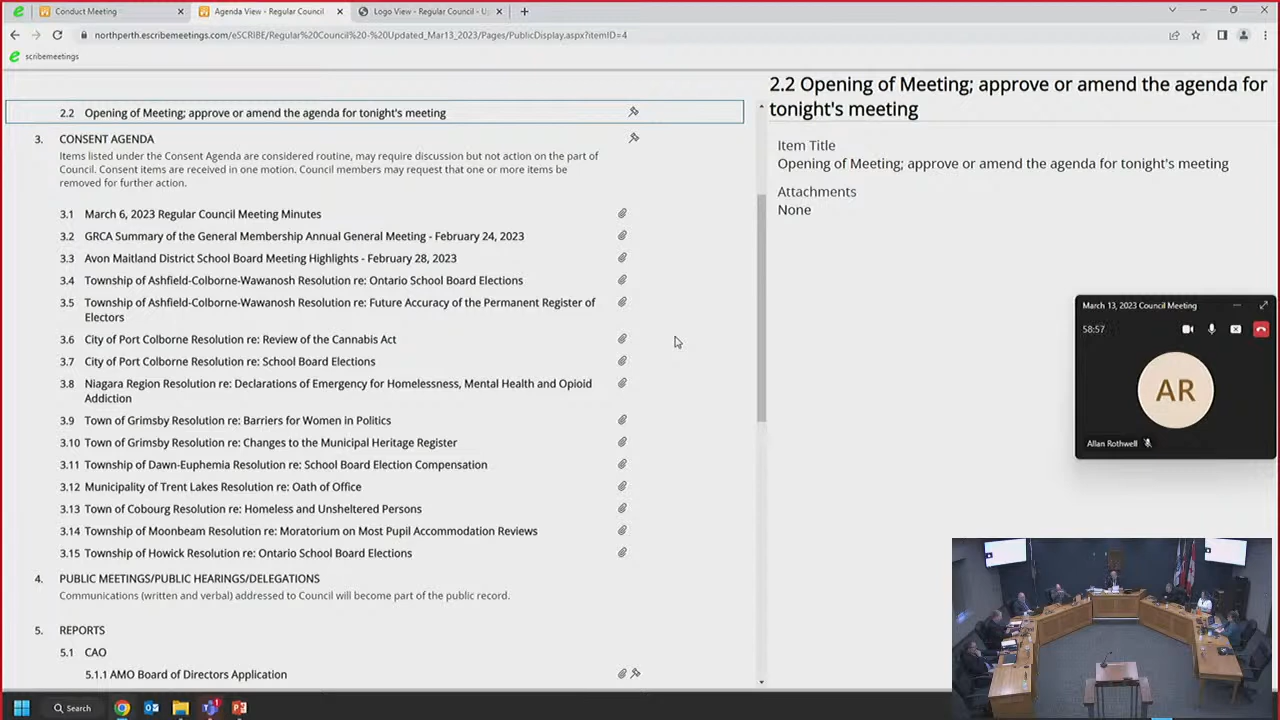 Conduct Meeting
Agenda View - Regular Council
Logo View - Regular Council - U
northperth.escribemeetings.com/eSCRIBE/Regular%20Council%20-%20Updated_Mar13_2023/Pages/PublicDisplay.aspx?itemID=4
scribemeetings
2.2 Opening of Meeting; approve or amend the agenda for tonight's meeting
3. CONSENT AGENDA
Items listed under the Consent Agenda are considered routine, may require discussion but not action on the part of
Council. Consent items are received in one motion. Council members may request that one or more items be
removed for further action.
3.1 March 6, 2023 Regular Council Meeting Minutes
3.2 GRCA Summary of the General Membership Annual General Meeting - February 24, 2023
3.3 Avon Maitland District School Board Meeting Highlights - February 28, 2023
3.4 Township of Ashfield-Colborne-Wawanosh Resolution re: Ontario School Board Elections
3.5 Township of Ashfield-Colborne-Wawanosh Resolution re: Future Accuracy of the Permanent Register of
Electors
3.6 City of Port Colborne Resolution re: Review of the Cannabis Act
3.7 City of Port Colborne Resolution re: School Board Elections
3.8 Niagara Region Resolution re: Declarations of Emergency for Homelessness, Mental Health and Opioid
Addiction
3.9 Town of Grimsby Resolution re: Barriers for Women in Politics
3.10 Town of Grimsby Resolution re: Changes to the Municipal Heritage Register
3.11 Township of Dawn-Euphemia Resolution re: School Board Election Compensation
3.12 Municipality of Trent Lakes Resolution re: Oath of Office
3.13 Town of Cobourg Resolution re: Homeless and Unsheltered Persons
3.14 Township of Moonbeam Resolution re: Moratorium on Most Pupil Accommodation Reviews
3.15 Township of Howick Resolution re: Ontario School Board Elections
4. PUBLIC MEETINGS/PUBLIC HEARINGS/DELEGATIONS
Communications (written and verbal) addressed to Council will become part of the public record.
5. REPORTS
5.1 CAO
5.1.1 AMO Board of Directors Application
2.2 Opening of Meeting; approve or amend the agenda for
tonight's meeting
Item Title
Opening of Meeting; approve or amend the agenda for tonight's meeting
Attachments
None
March 13, 2023 Council Meeting
58:57
AR
Allan Rothwell
Search